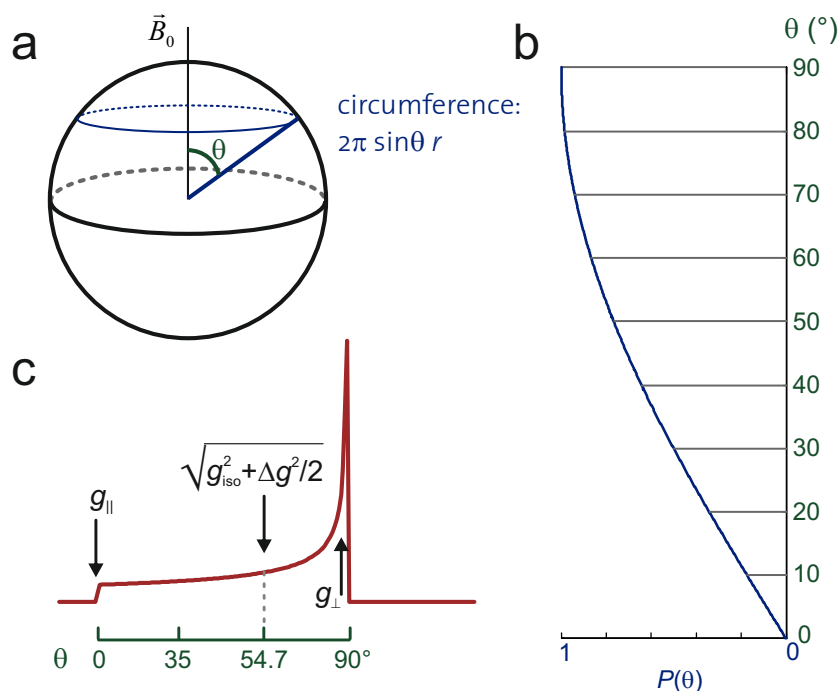 a
B⃗₀
circumference:
2π sinθ r
θ
b
θ (°)
90
80
70
60
50
40
30
20
10
0
1
0
P(θ)
c
g∥
√(g²iso+Δg²/2)
g⊥
θ 0 35 54.7 90°